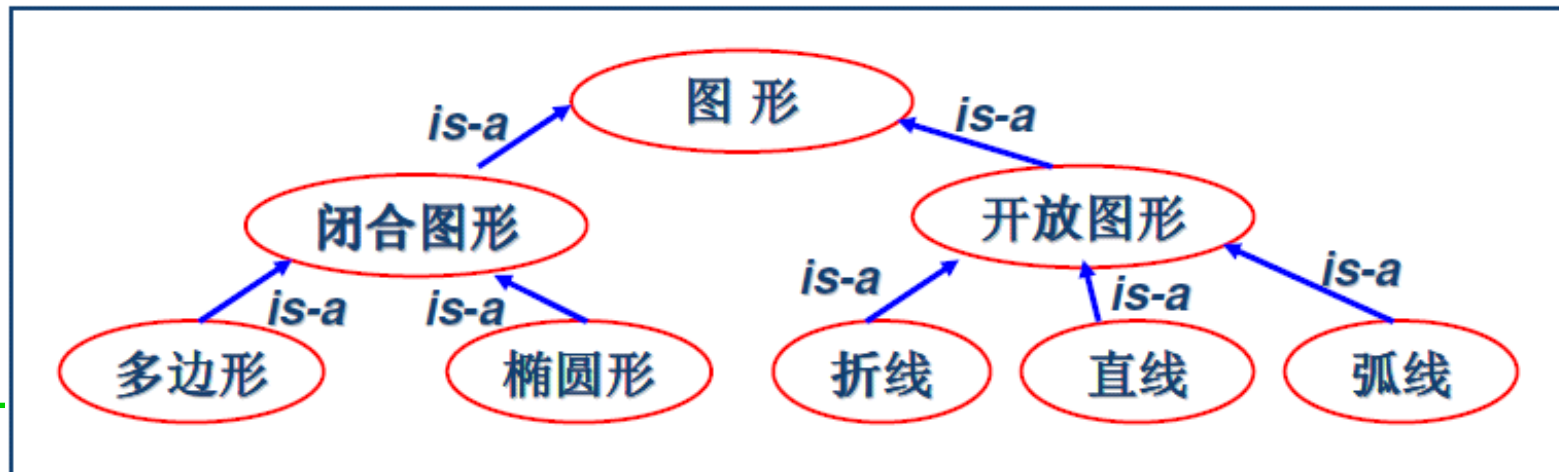 图 形
is-a
is-a
闭合图形
开放图形
is-a
is-a
is-a
is-a
is-a
多边形
椭圆形
折线
直线
弧线